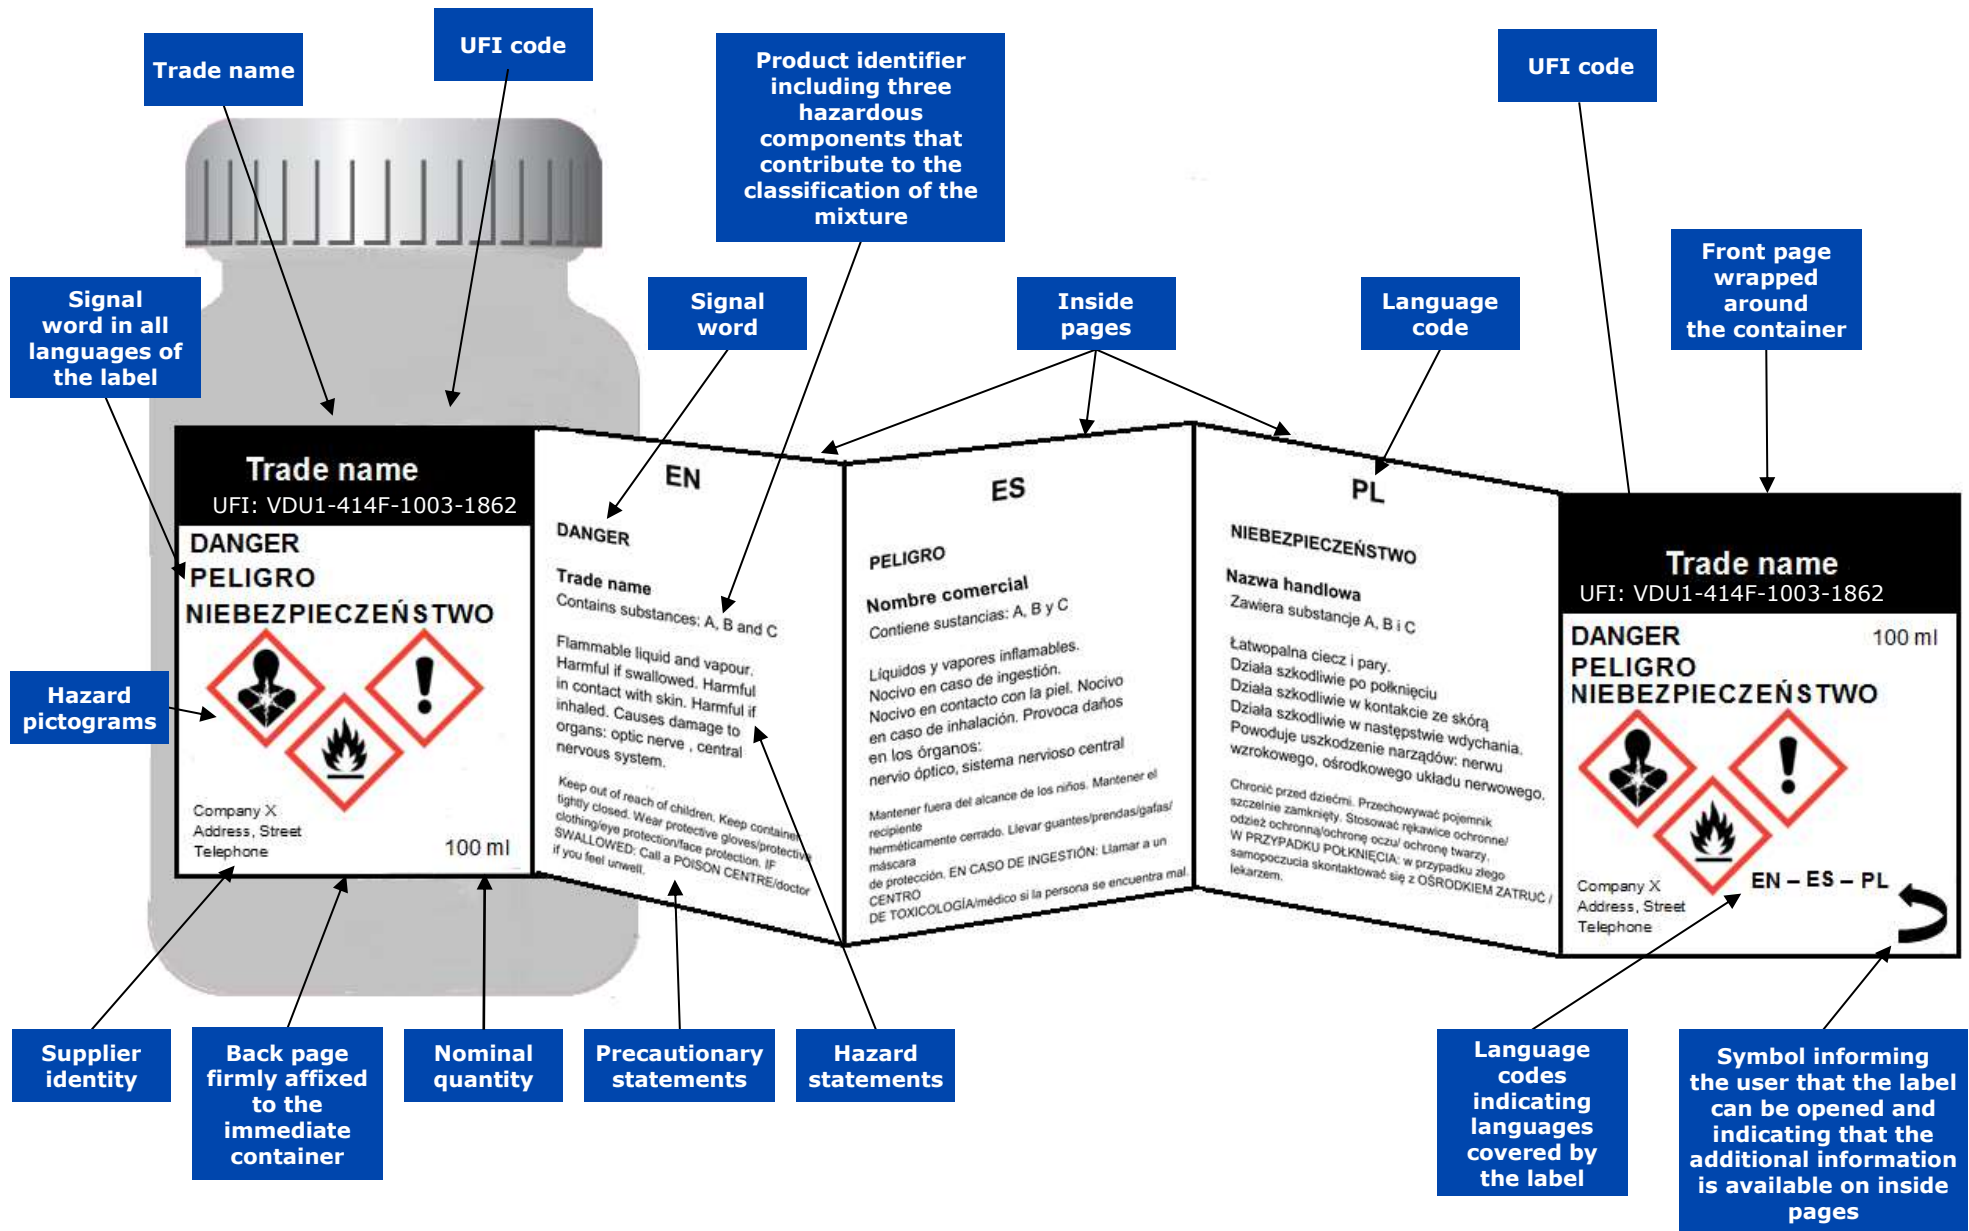 Trade name
UFI code
Product identifier
including three
hazardous
components that
contribute to the
classification of the
mixture
UFI code
Front page
wrapped
around
the container
Signal
word in all
languages of
the label
Signal
word
Inside
pages
Language
code
Hazard
pictograms
Trade name
UFI: VDU1-414F-1003-1862
DANGER
PELIGRO
NIEBEZPIECZEŃSTWO
Company X
Address, Street
Telephone
100 ml
EN
DANGER
Trade name
Contains substances: A, B and C
Flammable liquid and vapour.
Harmful if swallowed. Harmful
in contact with skin. Harmful if
inhaled. Causes damage to
organs: optic nerve , central
nervous system.
Keep out of reach of children. Keep container
tightly closed. Wear protective gloves/protective
clothing/eye protection/face protection. IF
SWALLOWED: Call a POISON CENTRE/doctor
if you feel unwell.
ES
PELIGRO
Nombre comercial
Contiene sustancias: A, B y C
Líquidos y vapores inflamables.
Nocivo en caso de ingestión.
Nocivo en contacto con la piel. Nocivo
en caso de inhalación. Provoca daños
en los órganos:
nervio óptico, sistema nervioso central
Mantener fuera del alcance de los niños. Mantener el
recipiente
herméticamente cerrado. Llevar guantes/prendas/gafas/
máscara
de protección. EN CASO DE INGESTIÓN: Llamar a un
CENTRO
DE TOXICOLOGÍA/médico si la persona se encuentra mal.
PL
NIEBEZPIECZEŃSTWO
Nazwa handlowa
Zawiera substancje A, B i C
Łatwopalna ciecz i pary.
Działa szkodliwie po połknięciu
Działa szkodliwie w kontakcie ze skórą
Działa szkodliwie w następstwie wdychania.
Powoduje uszkodzenie narządów: nerwu
wzrokowego, ośrodkowego układu nerwowego.
Chronić przed dziećmi. Przechowywać pojemnik
szczelnie zamknięty. Stosować rękawice ochronne/
odzież ochronną/ochronę oczu/ ochronę twarzy.
W PRZYPADKU POŁKNIĘCIA: w przypadku złego
samopoczucia skontaktować się z OŚRODKIEM ZATRUĆ /
lekarzem.
Trade name
UFI: VDU1-414F-1003-1862
DANGER
100 ml
PELIGRO
NIEBEZPIECZEŃSTWO
EN – ES – PL
Company X
Address, Street
Telephone
Supplier
identity
Back page
firmly affixed
to the
immediate
container
Nominal
quantity
Precautionary
statements
Hazard
statements
Language
codes
indicating
languages
covered by
the label
Symbol informing
the user that the label
can be opened and
indicating that the
additional information
is available on inside
pages